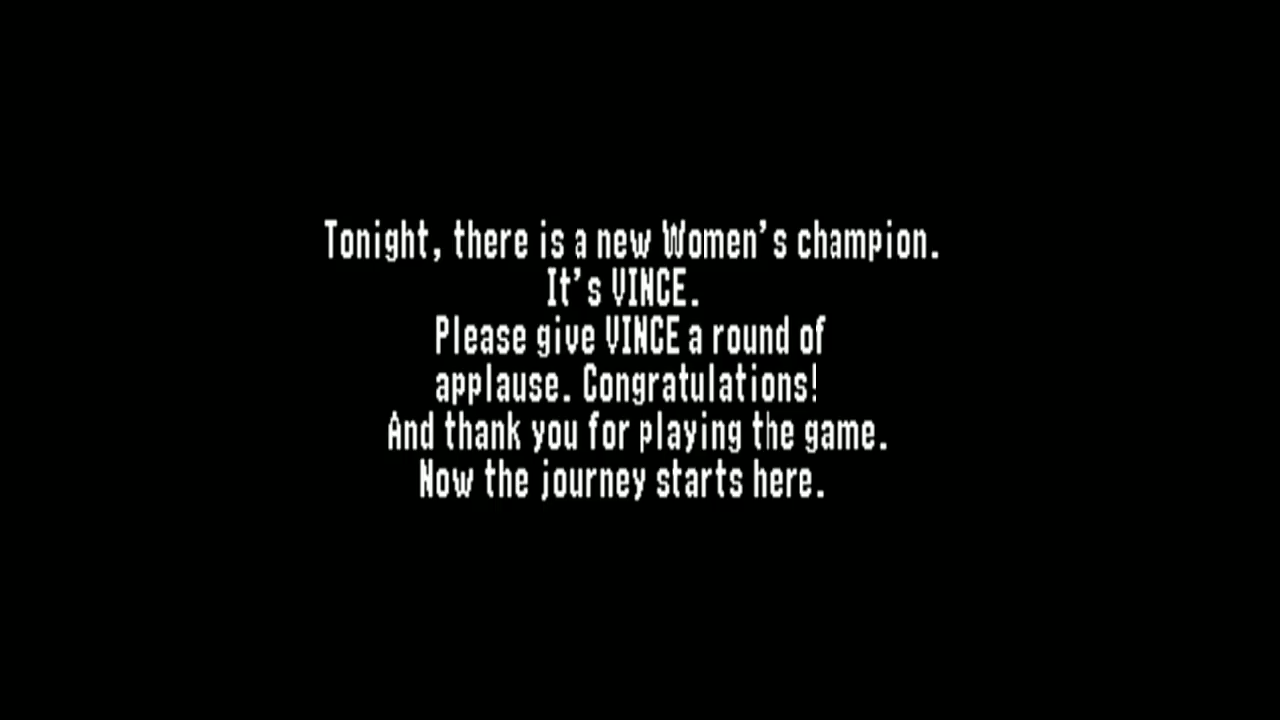 Tonight, there is a new Women's champion.
It's VINCE.
Please give VINCE a round of
applause. Congratulations!
And thank you for playing the game.
Now the journey starts here.